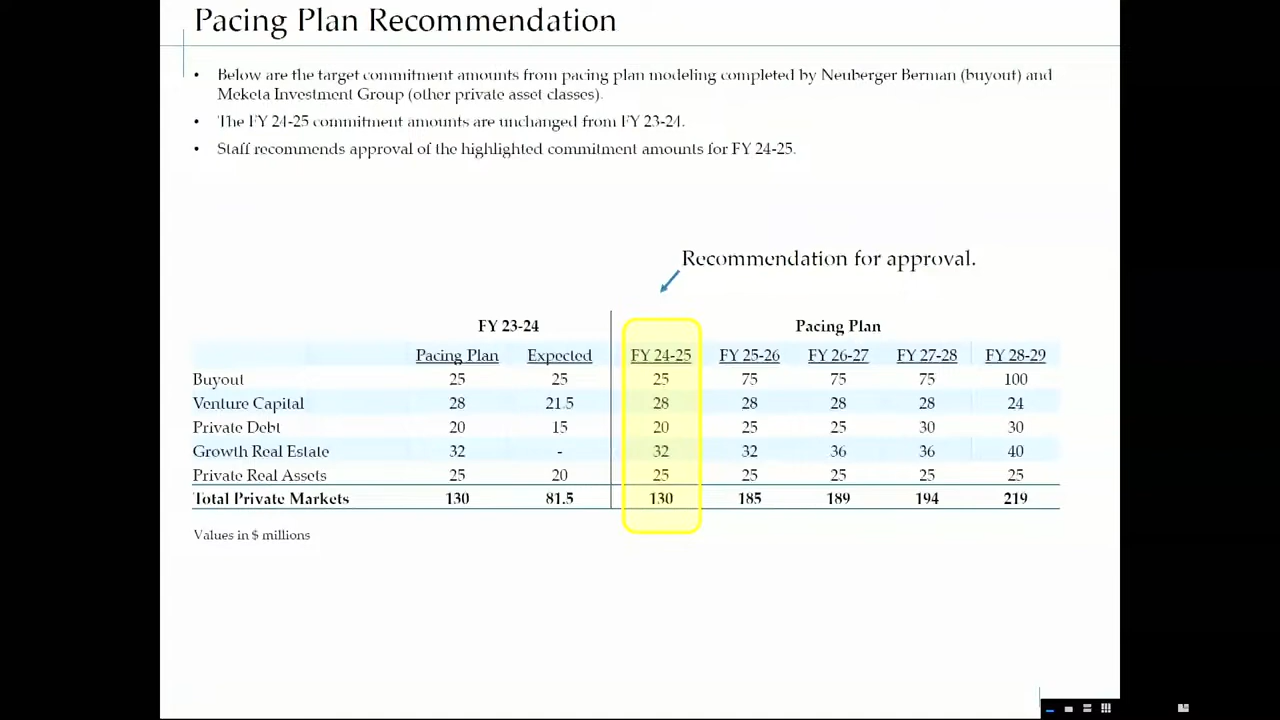 Pacing Plan Recommendation
• Below are the target commitment amounts from pacing plan modeling completed by Neuberger Berman (buyout) and
Meketa Investment Group (other private asset classes).
• The FY 24-25 commitment amounts are unchanged from FY 23-24.
• Staff recommends approval of the highlighted commitment amounts for FY 24-25.
Recommendation for approval.
FY 23-24 Pacing Plan
Pacing Plan Expected FY 24-25 FY 25-26 FY 26-27 FY 27-28 FY 28-29
Buyout 25 25 25 75 75 75 100
Venture Capital 28 21.5 28 28 28 28 24
Private Debt 20 15 20 25 25 30 30
Growth Real Estate 32 - 32 32 36 36 40
Private Real Assets 25 20 25 25 25 25 25
Total Private Markets 130 81.5 130 185 189 194 219
Values in $ millions